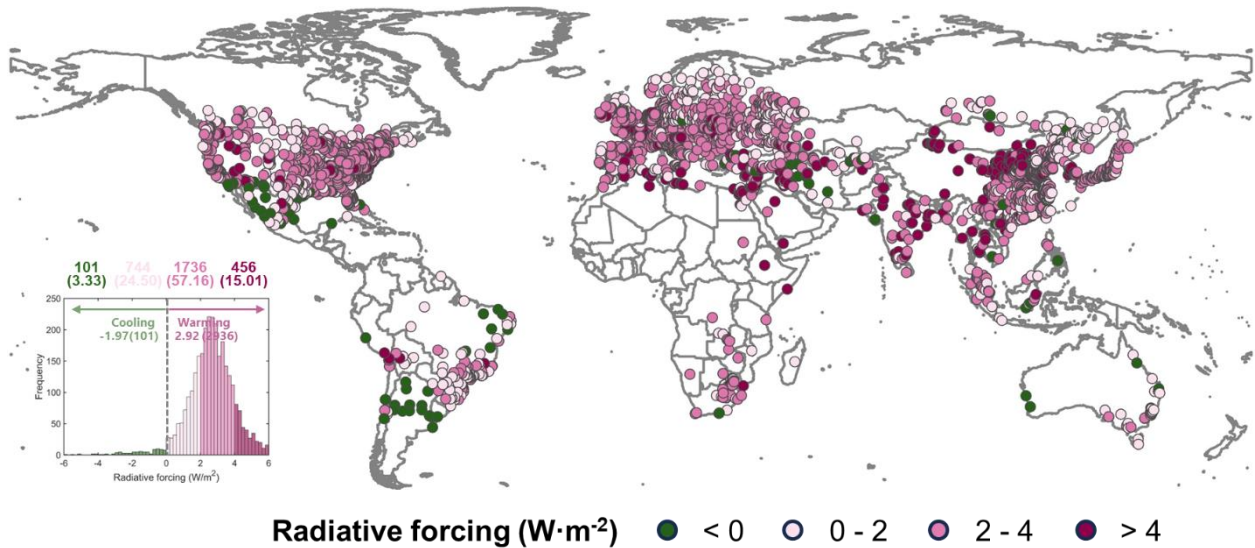 101 744 1736 456
(3.33) (24.50) (57.16) (15.01)
250
200
150
100
50
0
Frequency
Cooling Warming
-1.97(101) 2.92 (2936)
-6 -4 -2 0 2 4 6
Radiative forcing (W/m²)
Radiative forcing (W·m⁻²) < 0 0 - 2 2 - 4 > 4